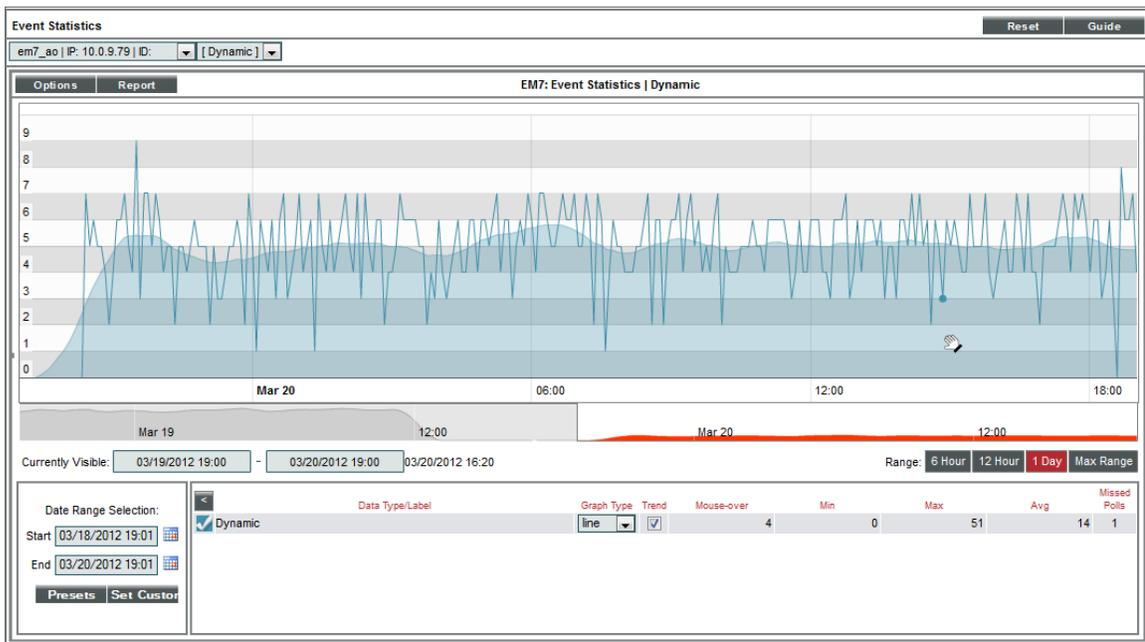 Event Statistics
Reset Guide
em7_ao | IP: 10.0.9.79 | ID: [ Dynamic ]
Options Report EM7: Event Statistics | Dynamic
9
8
7
6
5
4
3
2
1
0
Mar 20 06:00 12:00 18:00
Mar 19 12:00 Mar 20 12:00
Currently Visible: 03/19/2012 19:00 - 03/20/2012 19:00 03/20/2012 16:20 Range: 6 Hour 12 Hour 1 Day Max Range
Date Range Selection:
Start 03/18/2012 19:01
End 03/20/2012 19:01
Presets Set Custor
< Data Type/Label Graph Type Trend Mouse-over Min Max Avg Missed Polls
Dynamic line 4 0 51 14 1